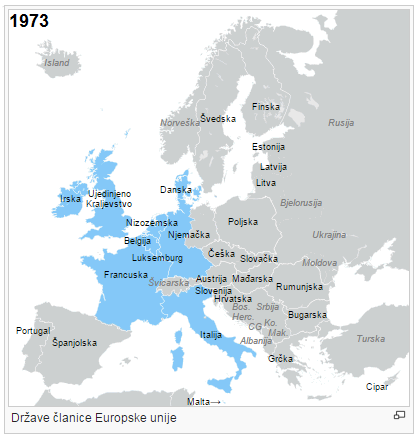 1973
Island
Finska
Norveška
Švedska
Rusija
Estonija
Latvija
Litva
Danska
Irska
Ujedinjeno
Kraljevstvo
Bjelorusija
Nizozemska
Poljska
Belgija
Njemačka
Ukrajina
Luksemburg
Češka
Slovačka
Moldova
Francuska
Švicarska
Austrija
Mađarska
Slovenija
Rumunjska
Hrvatska
Bos.
Herc.
Srbija
Bugarska
CG
Ko.
Mak.
Portugal
Španjolska
Italija
Albanija
Turska
Grčka
Cipar
Malta→
Države članice Europske unije